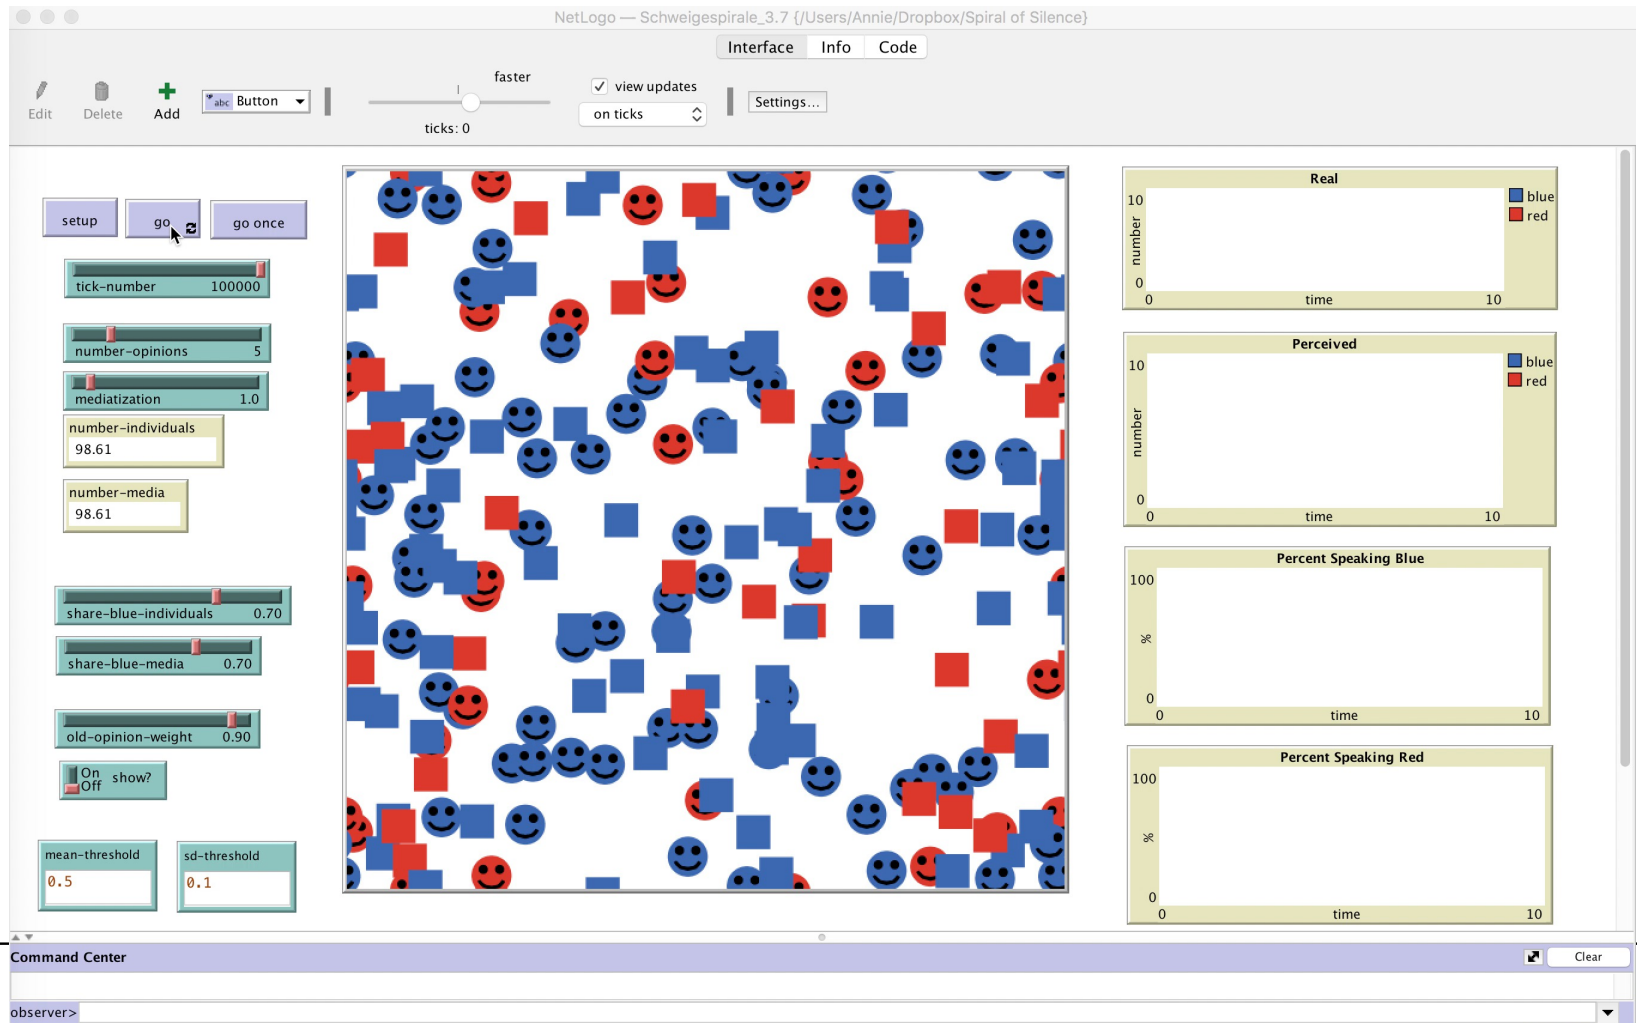 NetLogo — Schweigespirale_3.7 {/Users/Annie/Dropbox/Spiral of Silence}
Interface Info Code
Edit Delete Add abc Button
faster
ticks: 0
view updates
on ticks
Settings...
setup go go once
tick-number 100000
number-opinions 5
mediatization 1.0
number-individuals
98.61
number-media
98.61
share-blue-individuals 0.70
share-blue-media 0.70
old-opinion-weight 0.90
On
Off
show?
mean-threshold
0.5
sd-threshold
0.1
Real
10
number
0
0 time 10
blue
red
Perceived
10
number
0
0 time 10
blue
red
Percent Speaking Blue
100
%
0
0 time 10
Percent Speaking Red
100
%
0
0 time 10
Command Center
Clear
observer>